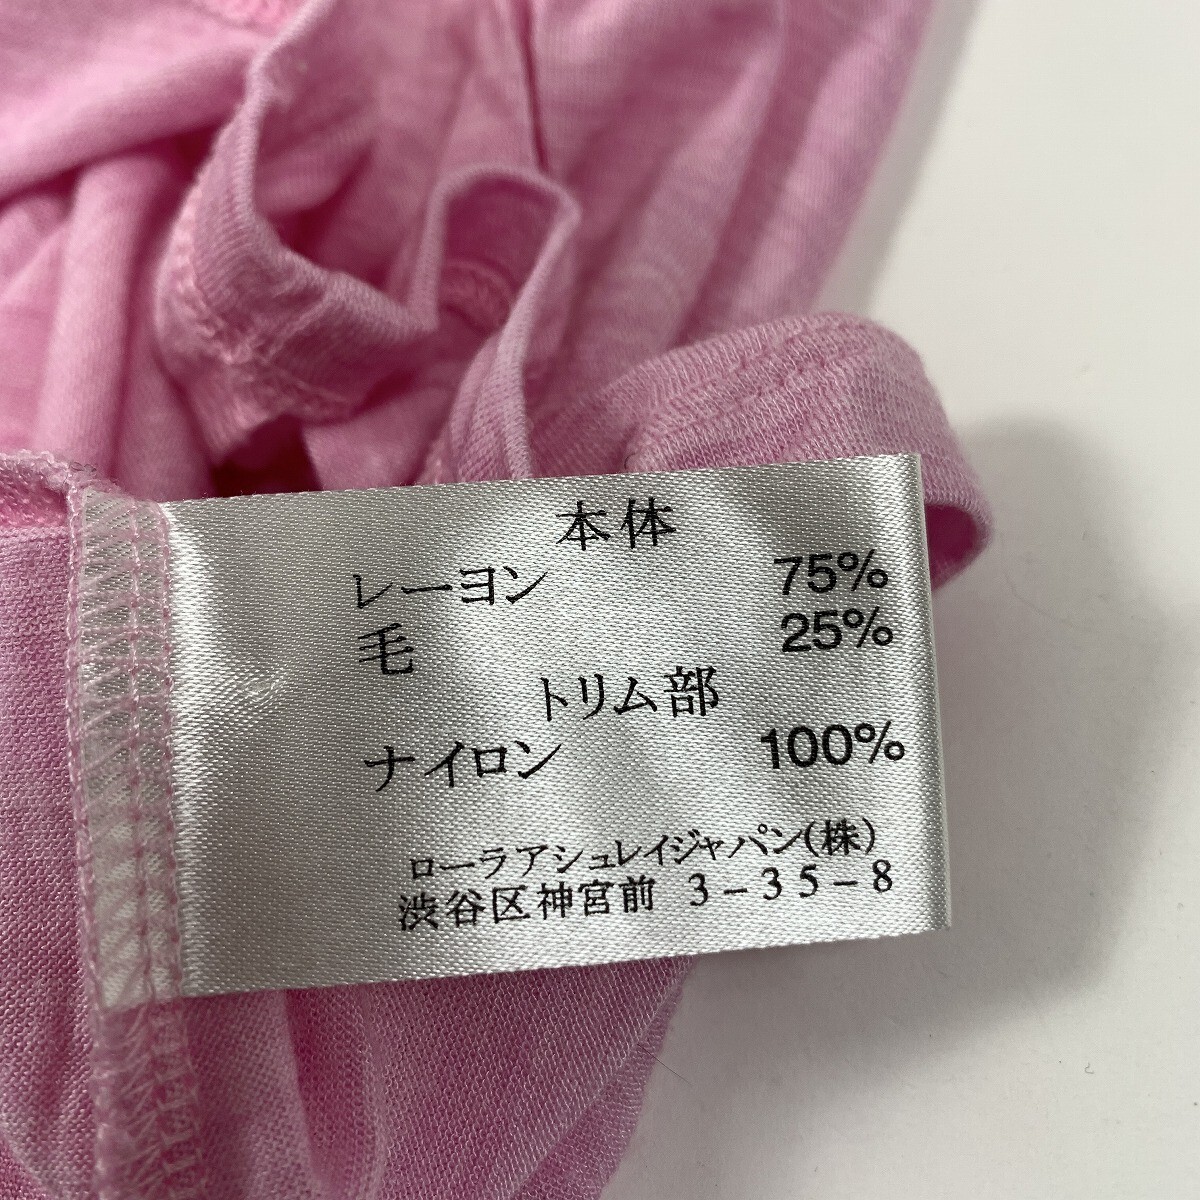 本体
レーヨン 75%
毛 25%
トリム部
ナイロン 100%
ローラアシュレイジャパン(株)
渋谷区神宮前 3-35-8